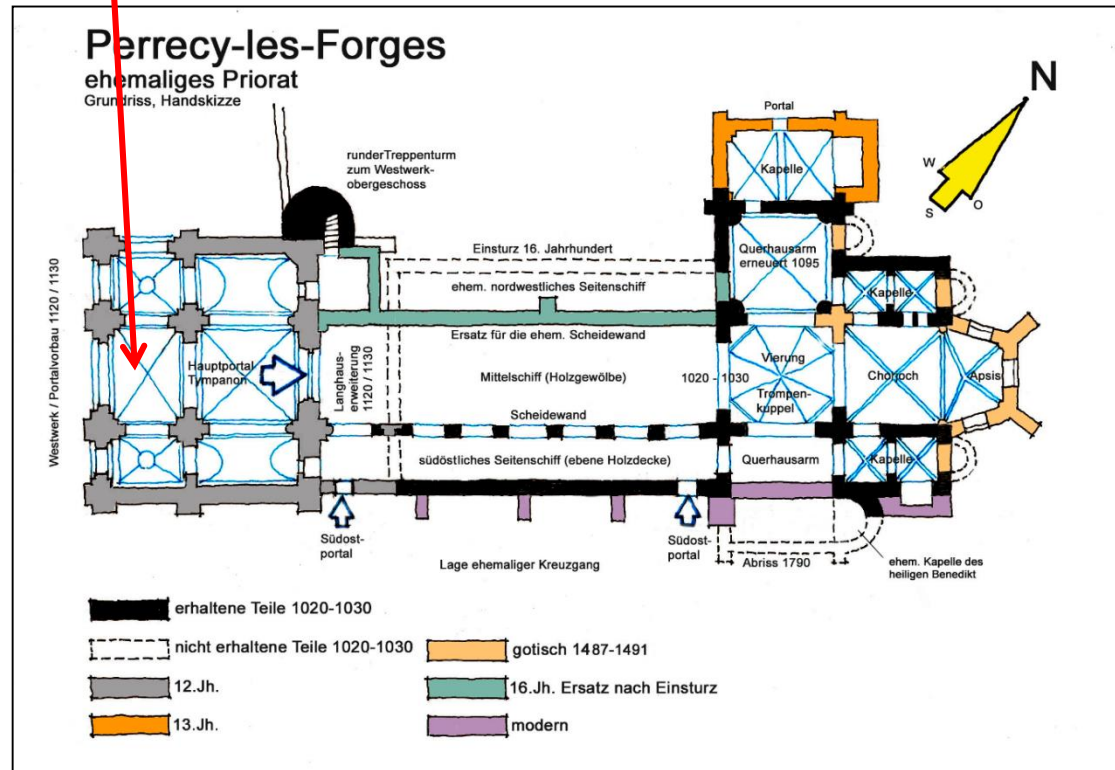 Perrecy-les-Forges
ehemaliges Priorat
Grundriss, Handskizze
N
W
S
O
Portal
runderTreppenturm
zum Westwerk-
obergeschoss
Kapelle
Einsturz 16. Jahrhundert
Querhausarm
erneuert 1095
ehem. nordwestliches Seitenschiff
Kapelle
Ersatz für die ehem. Scheidewand
Westwerk / Portalvorbau 1120 / 1130
Hauptportal
Tympanon
Langhaus-
erweiterung
1120 / 1130
Mittelschiff (Holzgewölbe)
1020 - 1030
Vierung
Trompen-
kuppel
Chorjoch
Apsis
Scheidewand
südöstliches Seitenschiff (ebene Holzdecke)
Querhausarm
Kapelle
Südost-
portal
Südost-
portal
Lage ehemaliger Kreuzgang
Abriss 1790
ehem. Kapelle des
heiligen Benedikt
erhaltene Teile 1020-1030
nicht erhaltene Teile 1020-1030
gotisch 1487-1491
12.Jh.
16.Jh. Ersatz nach Einsturz
13.Jh.
modern